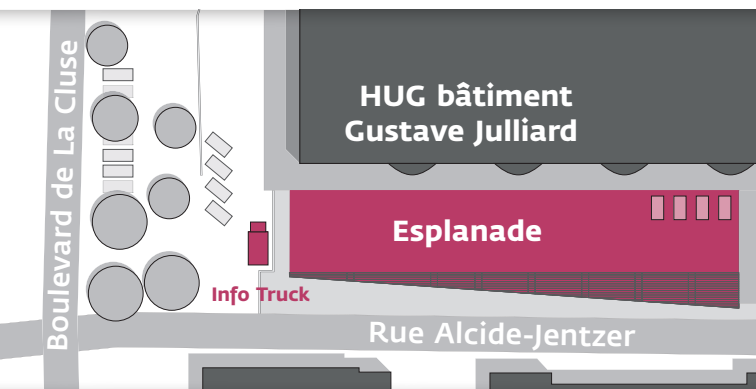 Boulevard de La Cluse
HUG bâtiment
Gustave Julliard
Esplanade
Info Truck
Rue Alcide-Jentzer